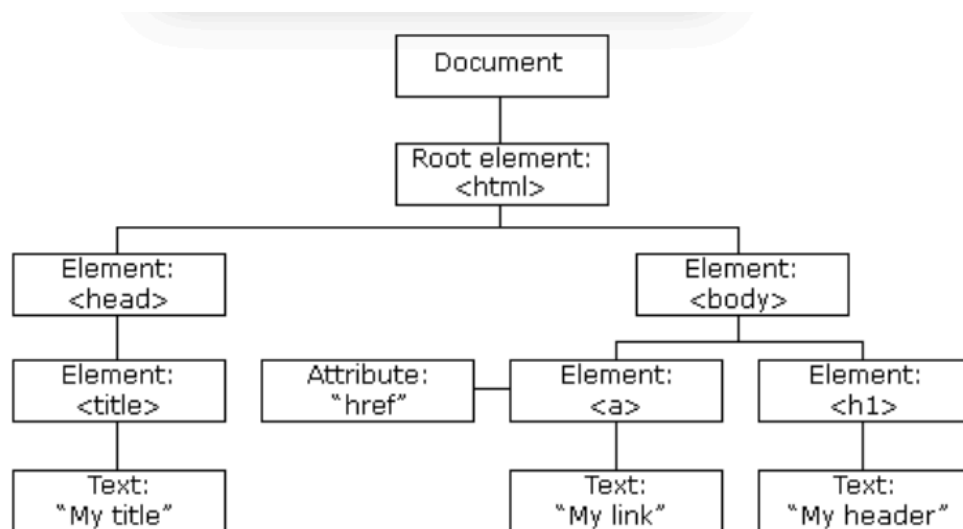 Document
Root element:
<html>
Element:
<head>
Element:
<body>
Element:
<title>
Attribute:
“href”
Element:
<a>
Element:
<h1>
Text:
“My title”
Text:
“My link”
Text:
“My header”